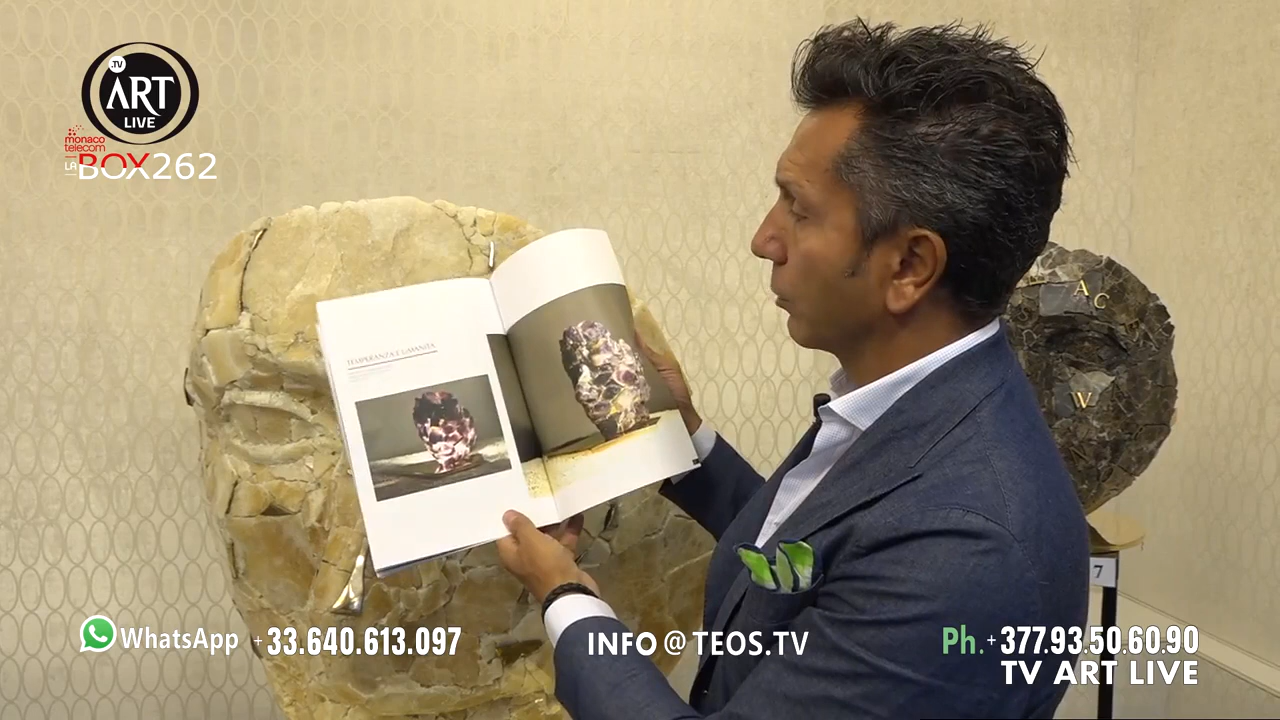 .TV
ART
LIVE
monaco
telecom
LA BOX262
TEMPERANZA E UMANITA
A C
W
7
WhatsApp +33.640.613.097
INFO@TEOS.TV
Ph.+377.93.50.60.90
TV ART LIVE